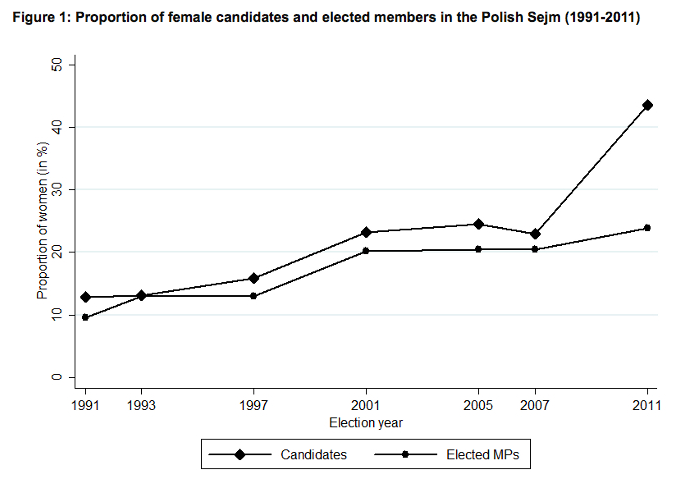 Figure 1: Proportion of female candidates and elected members in the Polish Sejm (1991-2011)
Proportion of women (in %)
50
40
30
20
10
0
1991 1993 1997 2001 2005 2007 2011
Election year
Candidates Elected MPs